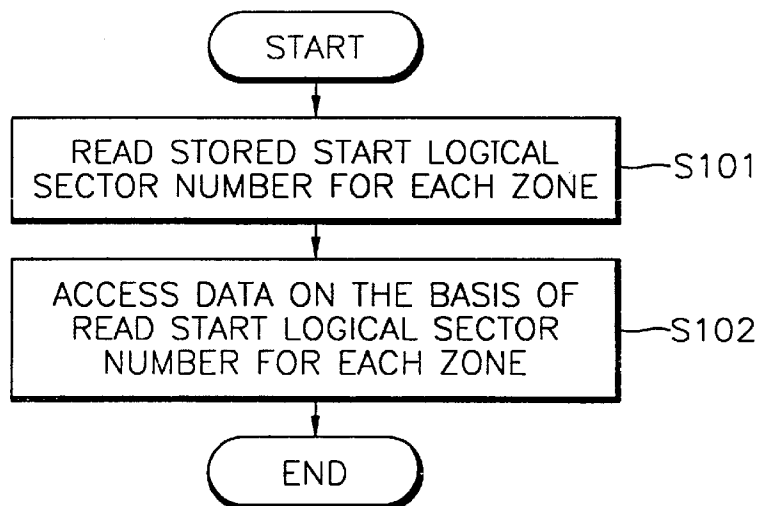 START
READ STORED START LOGICAL
SECTOR NUMBER FOR EACH ZONE
S101
ACCESS DATA ON THE BASIS OF
READ START LOGICAL SECTOR
NUMBER FOR EACH ZONE
S102
END